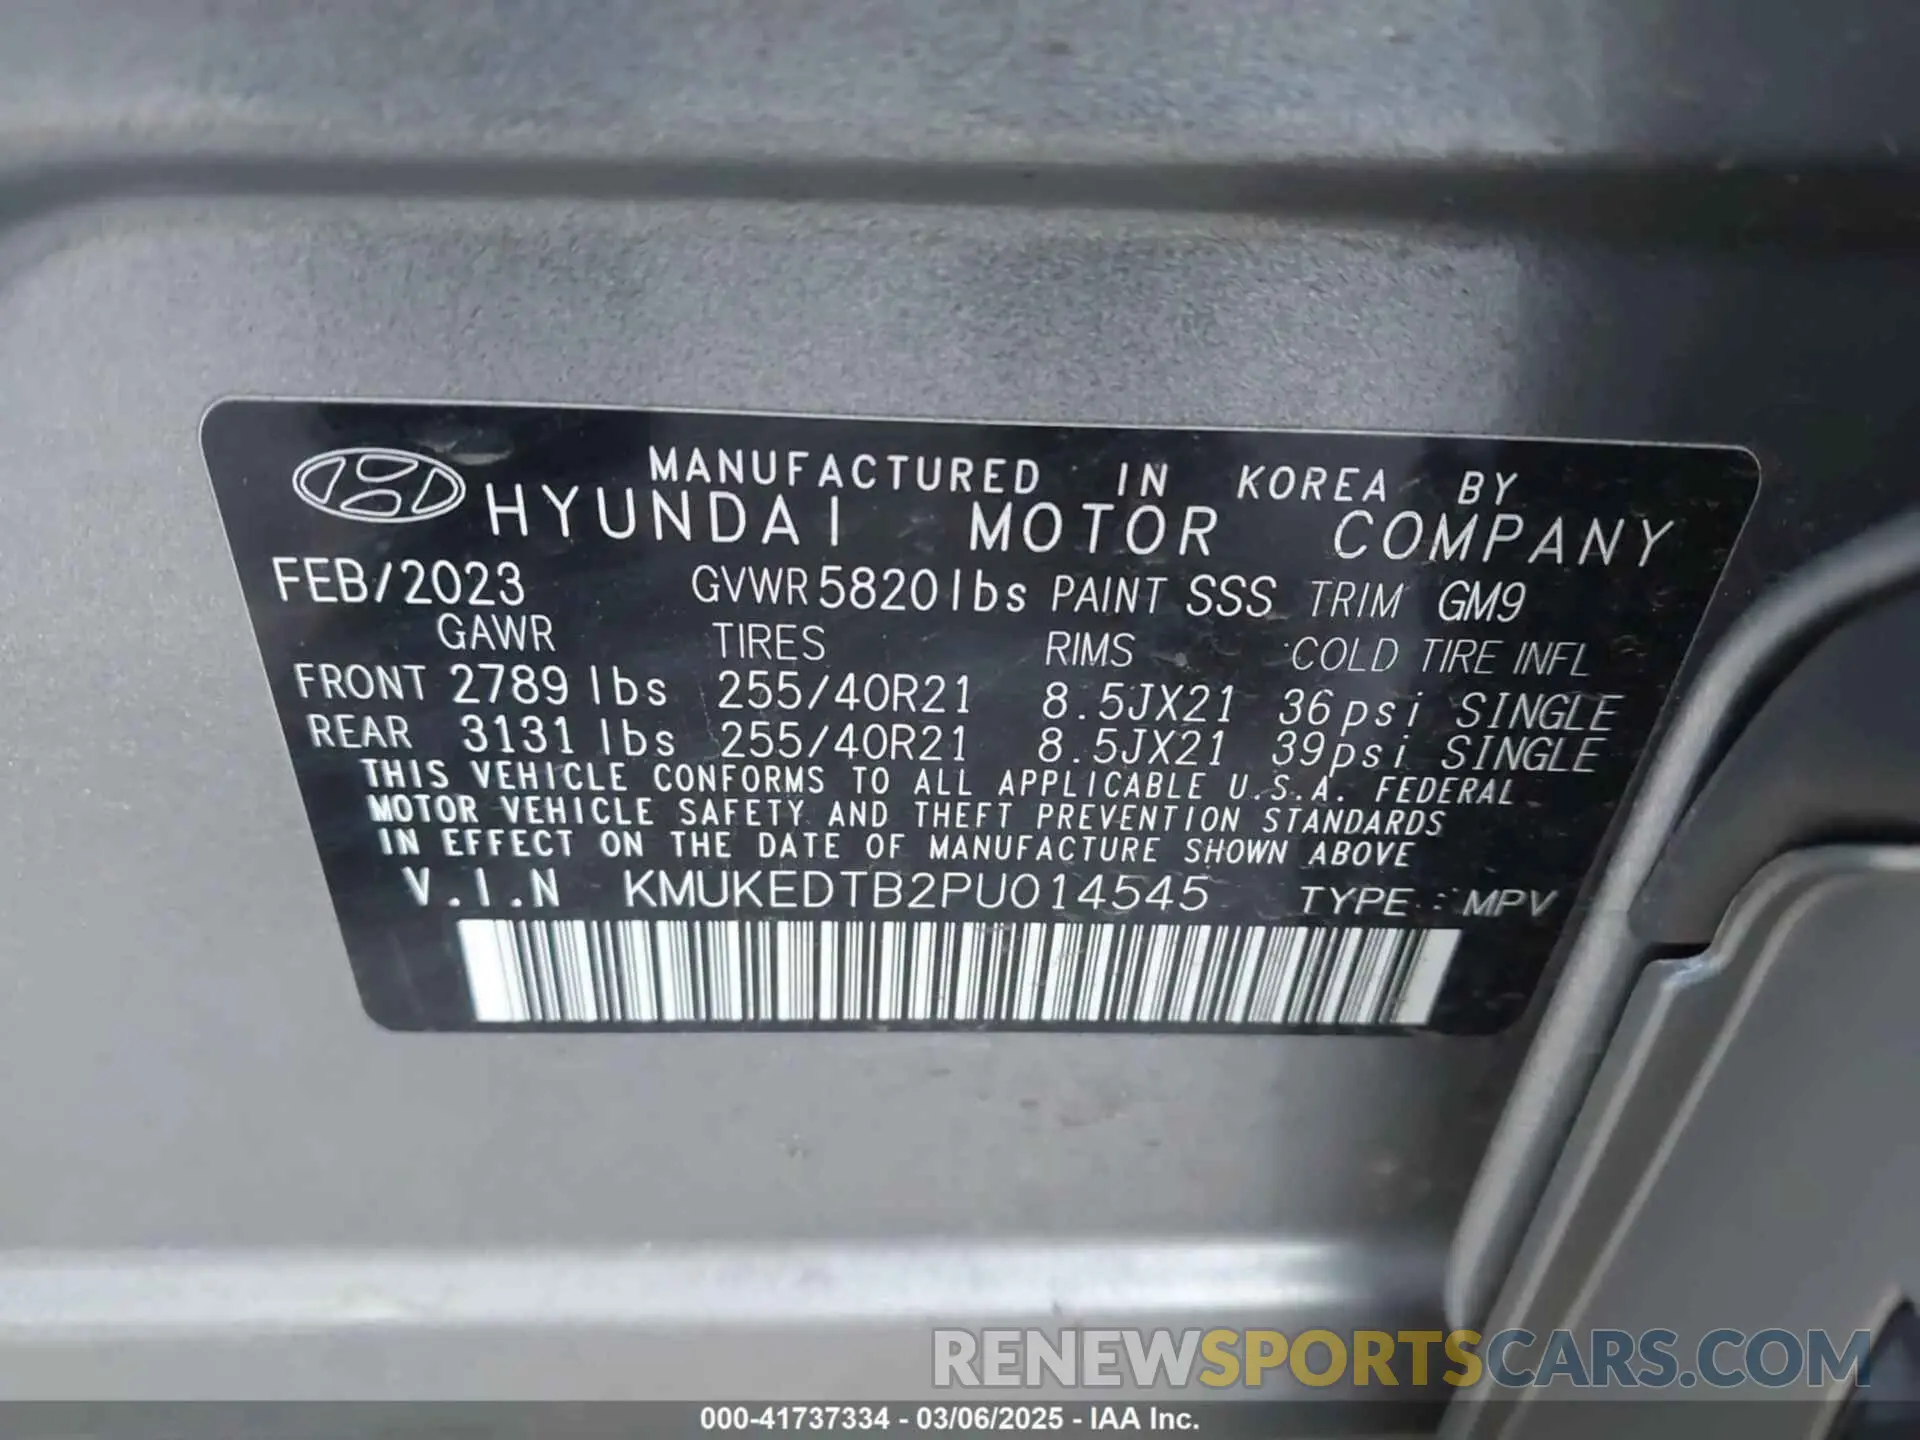 MANUFACTURED IN KOREA BY
HYUNDAI MOTOR COMPANY
FEB/2023 GVWR 5820lbs PAINT SSS TRIM GM9
GAWR TIRES RIMS COLD TIRE INFL
FRONT 2789 lbs 255/40R21 8.5JX21 36psi SINGLE
REAR 3131 lbs 255/40R21 8.5JX21 39psi SINGLE
THIS VEHICLE CONFORMS TO ALL APPLICABLE U.S.A. FEDERAL
MOTOR VEHICLE SAFETY AND THEFT PREVENTION STANDARDS
IN EFFECT ON THE DATE OF MANUFACTURE SHOWN ABOVE
V.I.N KMUKEDTB2PU014545 TYPE : MPV
RENEWSPORTSCARS.COM
000-41737334 - 03/06/2025 - IAA Inc.